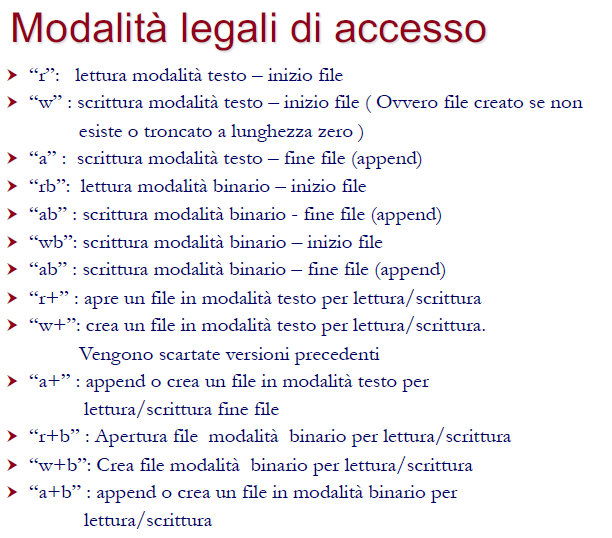 Modalità legali di accesso
“r”: lettura modalità testo – inizio file
“w” : scrittura modalità testo – inizio file ( Ovvero file creato se non
esiste o troncato a lunghezza zero )
“a” : scrittura modalità testo – fine file (append)
“rb”: lettura modalità binario – inizio file
“ab” : scrittura modalità binario - fine file (append)
“wb”: scrittura modalità binario – inizio file
“ab” : scrittura modalità binario – fine file (append)
“r+” : apre un file in modalità testo per lettura/scrittura
“w+”: crea un file in modalità testo per lettura/scrittura.
Vengono scartate versioni precedenti
“a+” : append o crea un file in modalità testo per
lettura/scrittura fine file
“r+b” : Apertura file modalità binario per lettura/scrittura
“w+b”: Crea file modalità binario per lettura/scrittura
“a+b” : append o crea un file in modalità binario per
lettura/scrittura